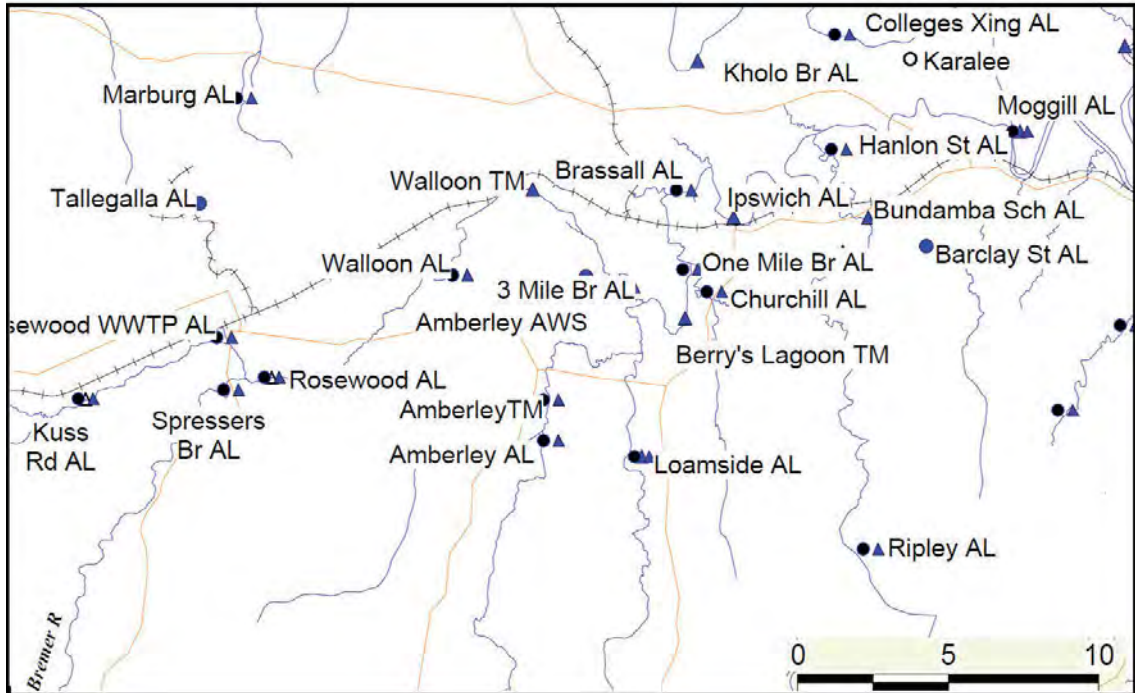 Colleges Xing AL
Karalee
Kholo Br AL
Marburg AL
Moggill AL
Hanlon St AL
Brassall AL
Walloon TM
Tallegalla AL
Ipswich AL
Bundamba Sch AL
Barclay St AL
Walloon AL
One Mile Br AL
3 Mile Br AL
Churchill AL
sewood WWTP AL
Amberley AWS
Berry's Lagoon TM
Rosewood AL
AmberleyTM
Kuss
Rd AL
Spressers
Br AL
Amberley AL
Loamside AL
Ripley AL
Bremer R
0 5 10